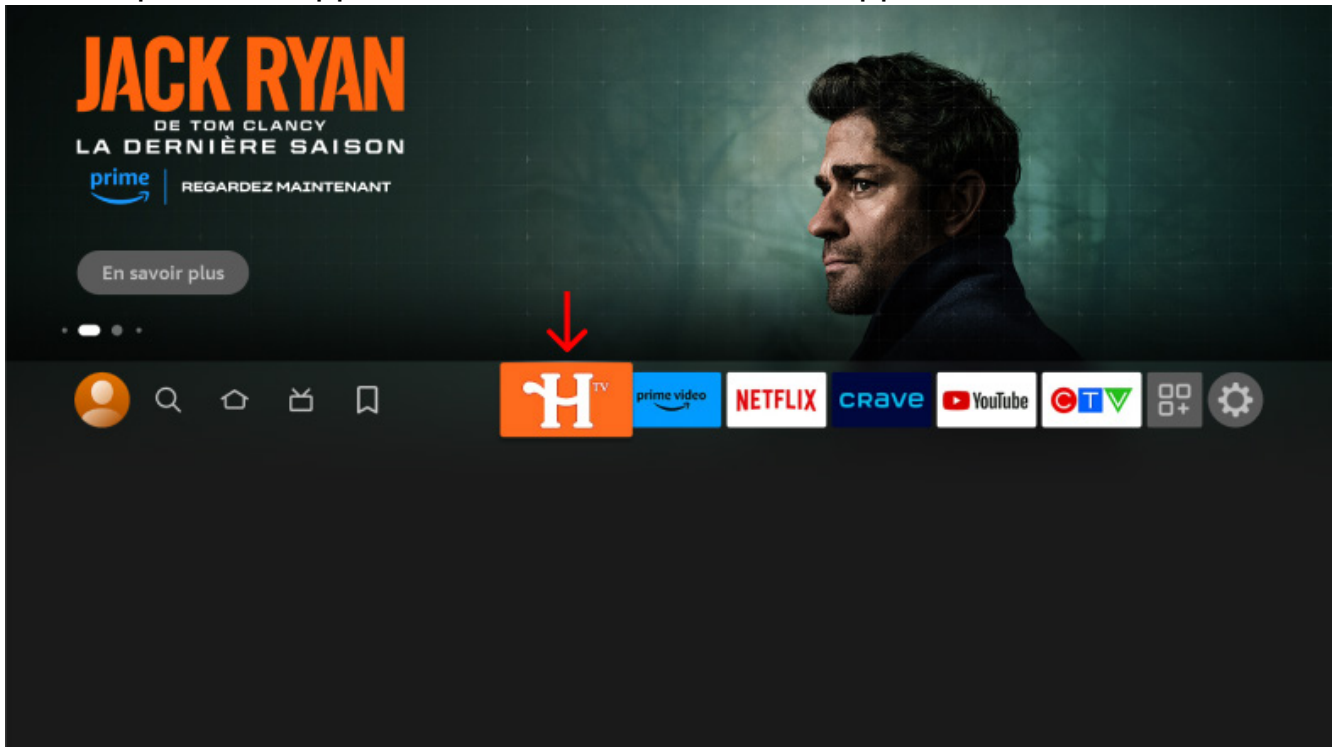 JACK RYAN
DE TOM CLANCY
LA DERNIÈRE SAISON
prime
REGARDEZ MAINTENANT
En savoir plus
H TV
prime video
NETFLIX
CRAVE
YouTube
CTV